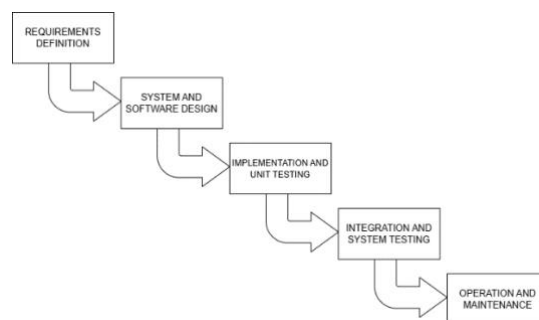 REQUIREMENTS
DEFINITION
SYSTEM AND
SOFTWARE DESIGN
IMPLEMENTATION AND
UNIT TESTING
INTEGRATION AND
SYSTEM TESTING
OPERATION AND
MAINTENANCE